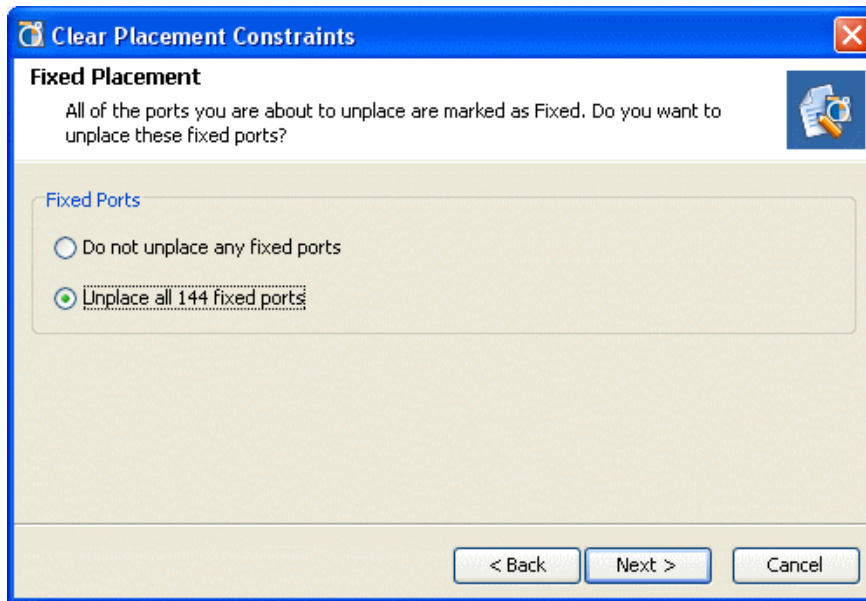 Clear Placement Constraints
Fixed Placement
All of the ports you are about to unplace are marked as Fixed. Do you want to
unplace these fixed ports?
Fixed Ports
Do not unplace any fixed ports
Unplace all 144 fixed ports
< Back Next > Cancel